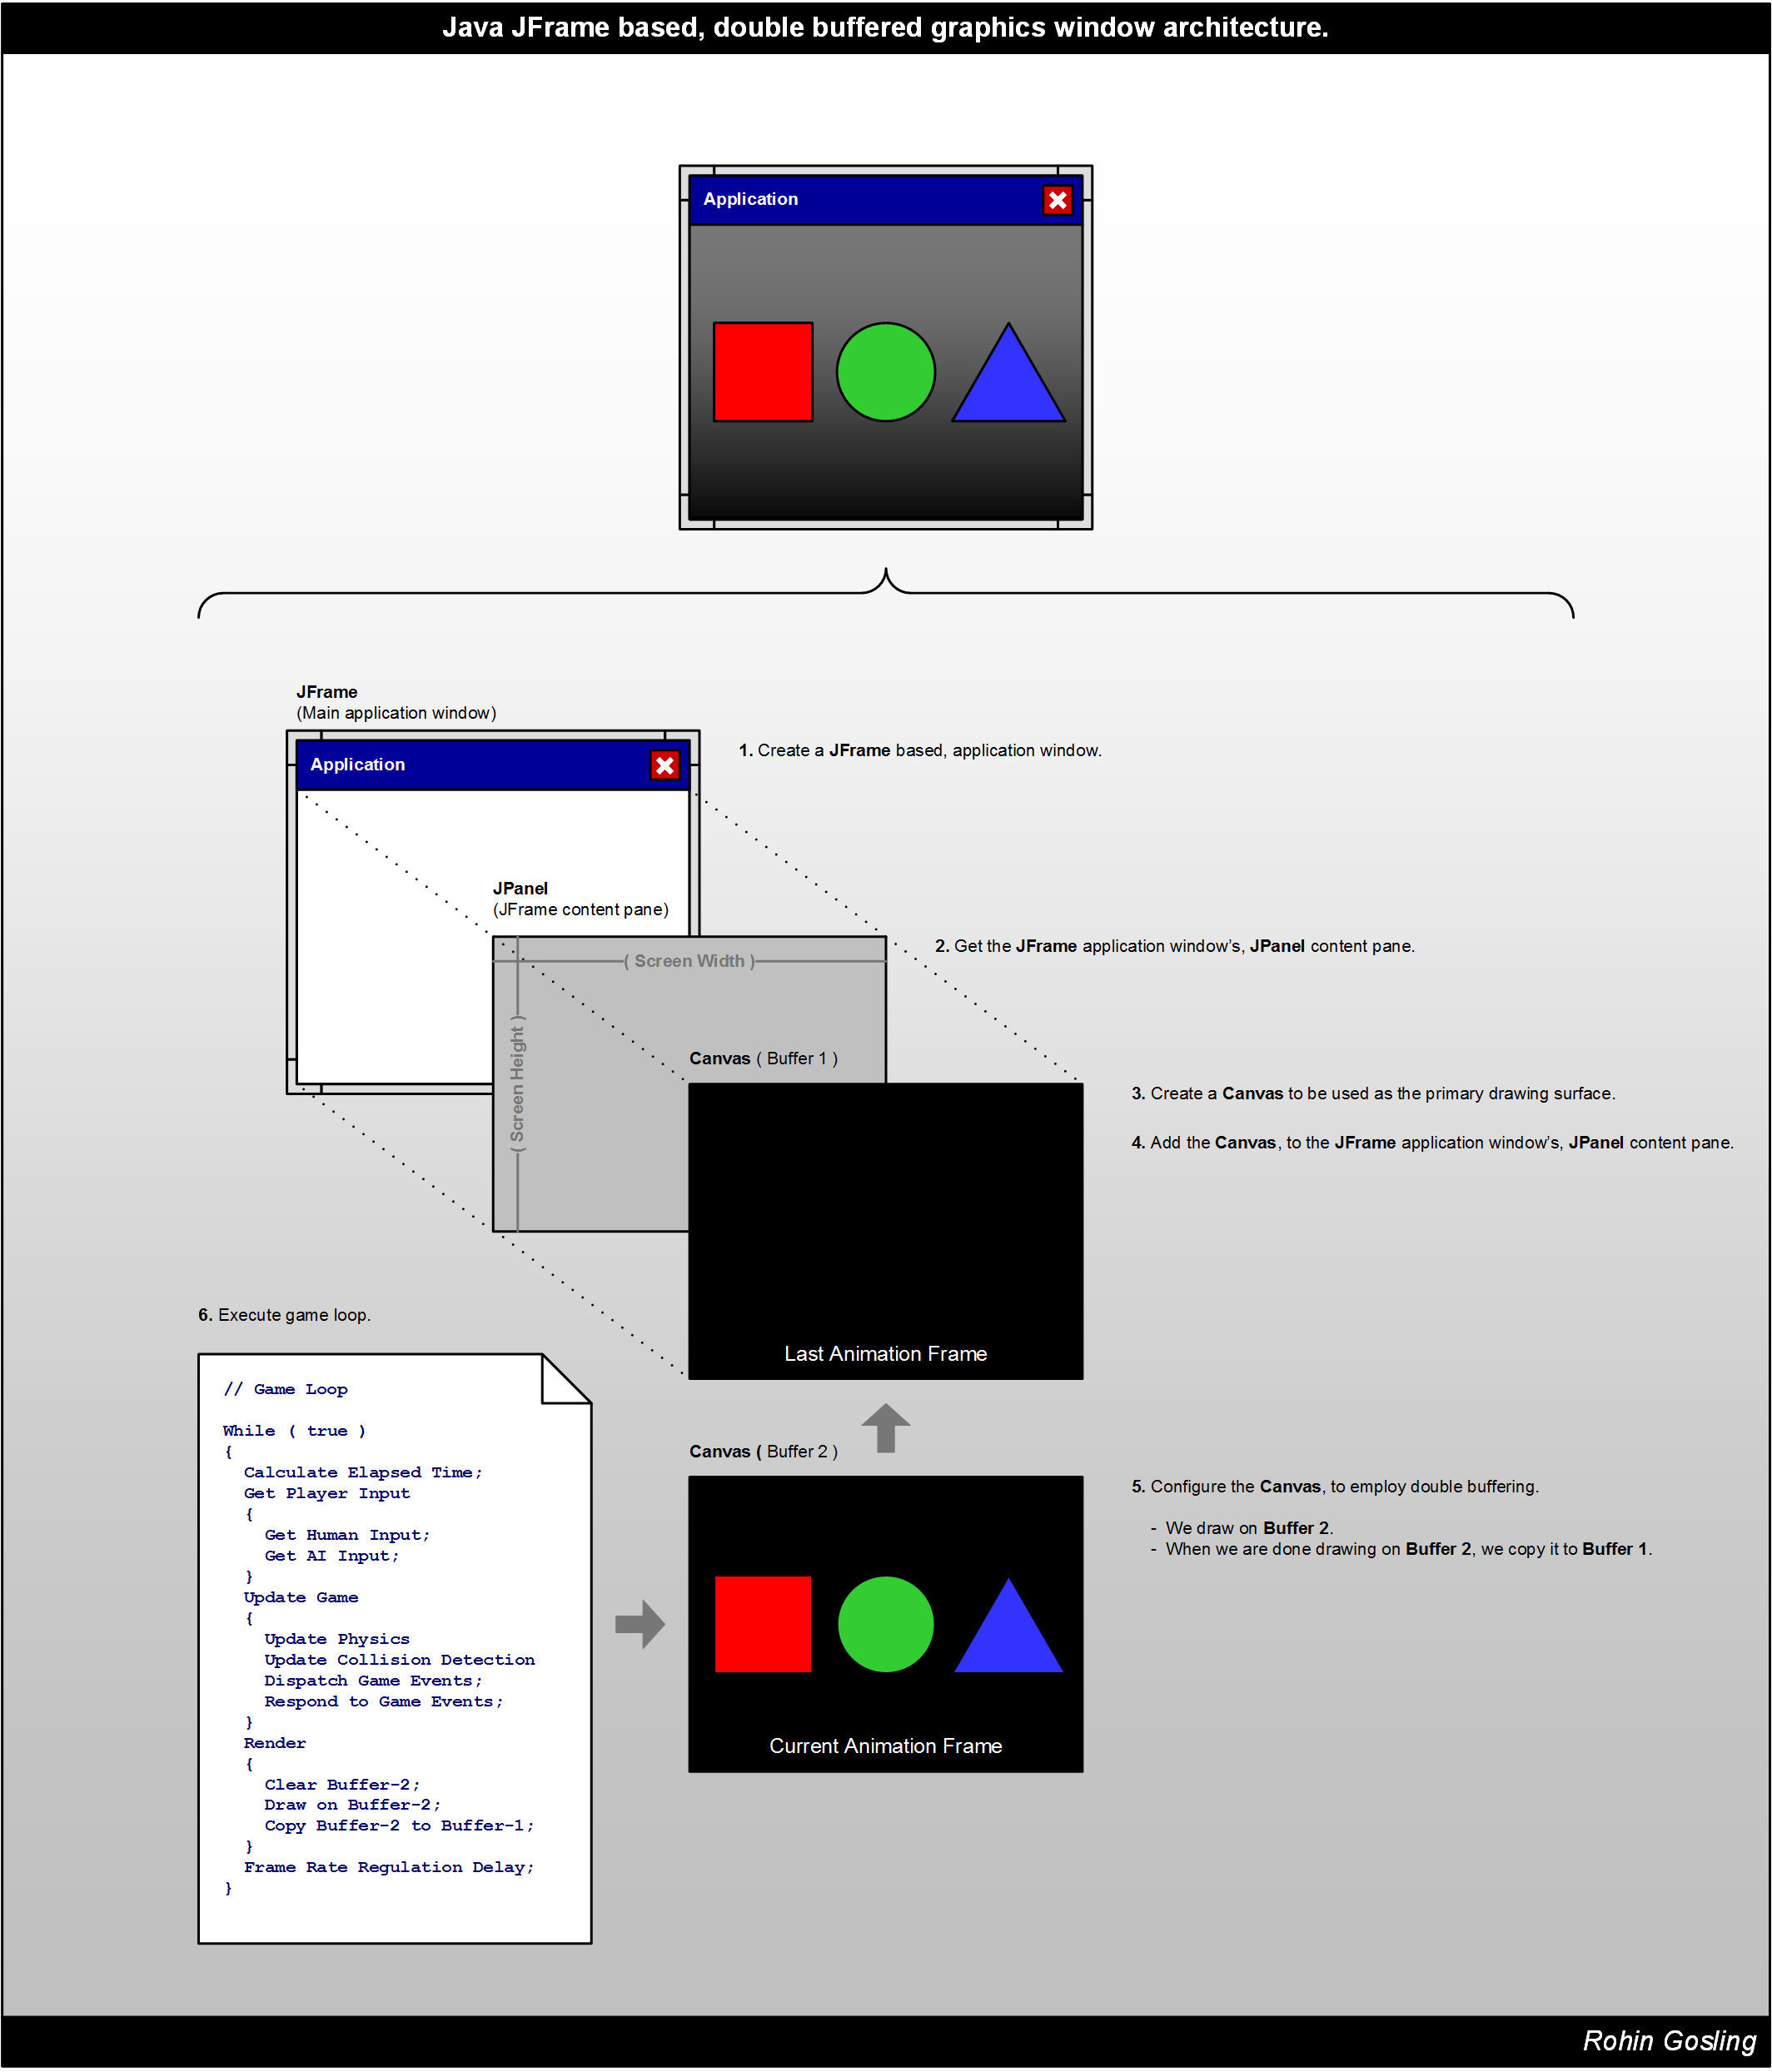 Java JFrame based, double buffered graphics window architecture.
Application
JFrame
(Main application window)
Application
1. Create a JFrame based, application window.
JPanel
(JFrame content pane)
2. Get the JFrame application window’s, JPanel content pane.
( Screen Width )
( Screen Height )
Canvas ( Buffer 1 )
3. Create a Canvas to be used as the primary drawing surface.
4. Add the Canvas, to the JFrame application window’s, JPanel content pane.
Last Animation Frame
6. Execute game loop.
// Game Loop
While ( true )
{
Calculate Elapsed Time;
Get Player Input
{
Get Human Input;
Get AI Input;
}
Update Game
{
Update Physics
Update Collision Detection
Dispatch Game Events;
Respond to Game Events;
}
Render
{
Clear Buffer-2;
Draw on Buffer-2;
Copy Buffer-2 to Buffer-1;
}
Frame Rate Regulation Delay;
}
Canvas ( Buffer 2 )
Current Animation Frame
5. Configure the Canvas, to employ double buffering.
- We draw on Buffer 2.
- When we are done drawing on Buffer 2, we copy it to Buffer 1.
Rohin Gosling